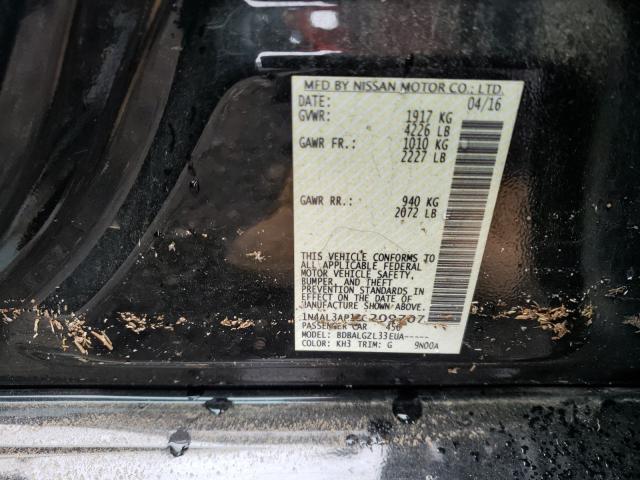 MFD BY NISSAN MOTOR CO., LTD.
DATE: 04/16
GVWR: 1917 KG
4226 LB
GAWR FR.: 1010 KG
2227 LB
GAWR RR.: 940 KG
2072 LB
THIS VEHICLE CONFORMS TO
ALL APPLICABLE FEDERAL
MOTOR VEHICLE SAFETY,
BUMPER, AND THEFT
PREVENTION STANDARDS IN
EFFECT ON THE DATE OF
MANUFACTURE SHOWN ABOVE.
PASSENGER CAR
MODEL: BDBALGZL33EUA-----
COLOR: KH3 TRIM: G 9N00A